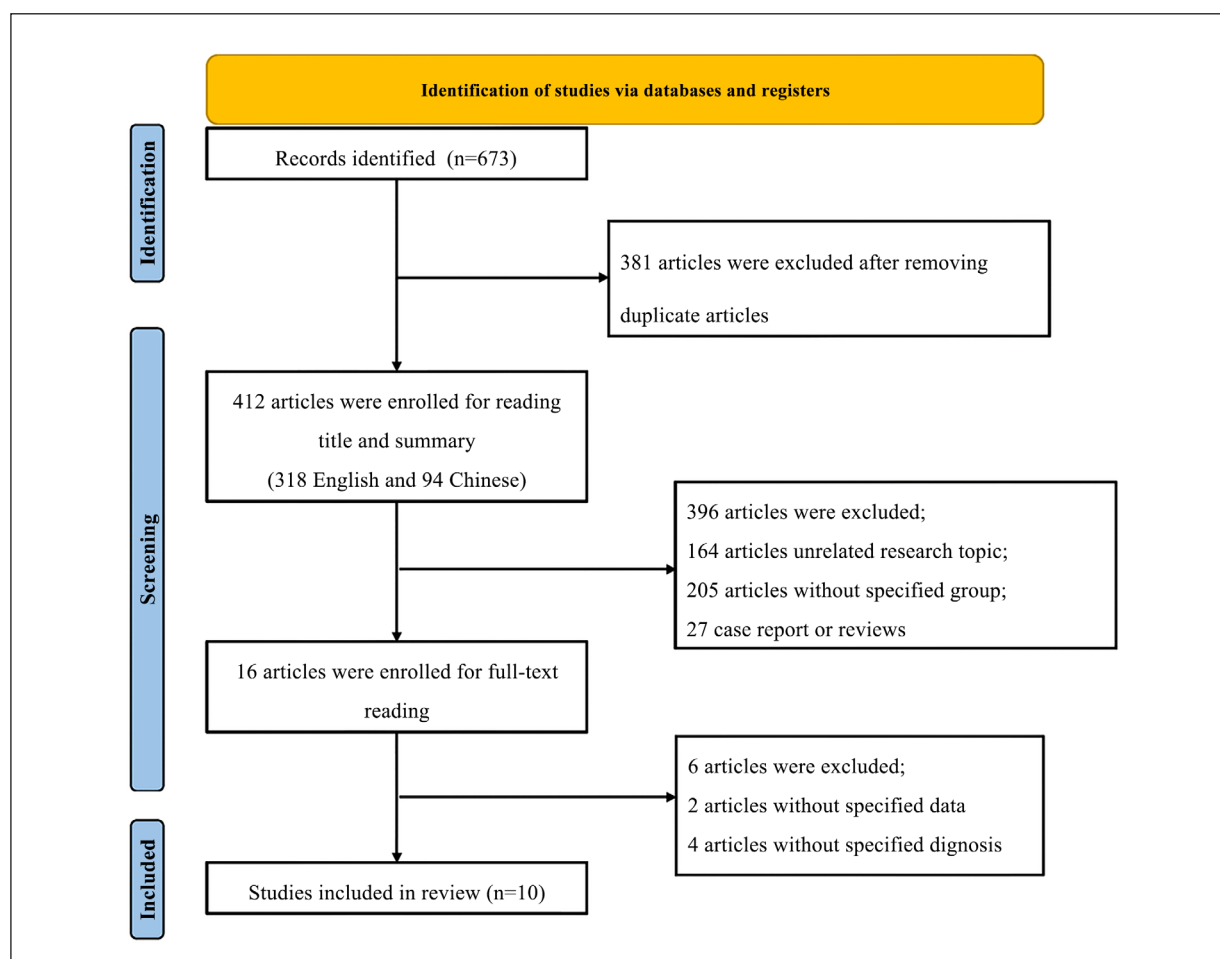 Identification of studies via databases and registers
Identification
Records identified (n=673)
381 articles were excluded after removing
duplicate articles
Screening
412 articles were enrolled for reading
title and summary
(318 English and 94 Chinese)
396 articles were excluded;
164 articles unrelated research topic;
205 articles without specified group;
27 case report or reviews
16 articles were enrolled for full-text
reading
6 articles were excluded;
2 articles without specified data
4 articles without specified dignosis
Included
Studies included in review (n=10)